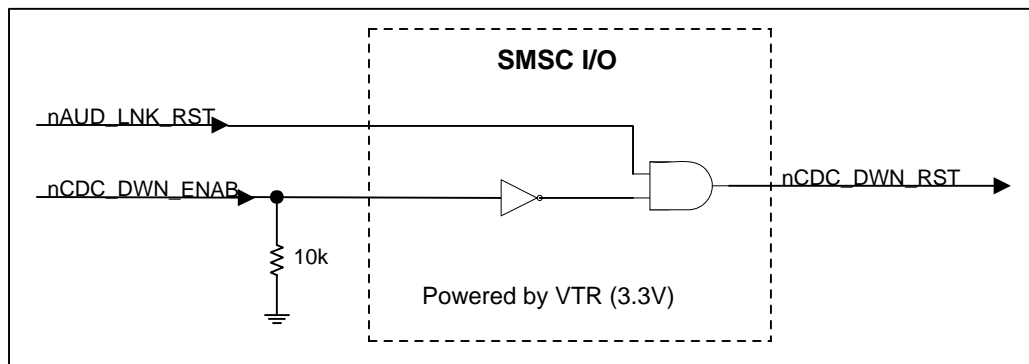 SMSC I/O
nAUD_LNK_RST
nCDC_DWN_ENAB
nCDC_DWN_RST
10k
Powered by VTR (3.3V)